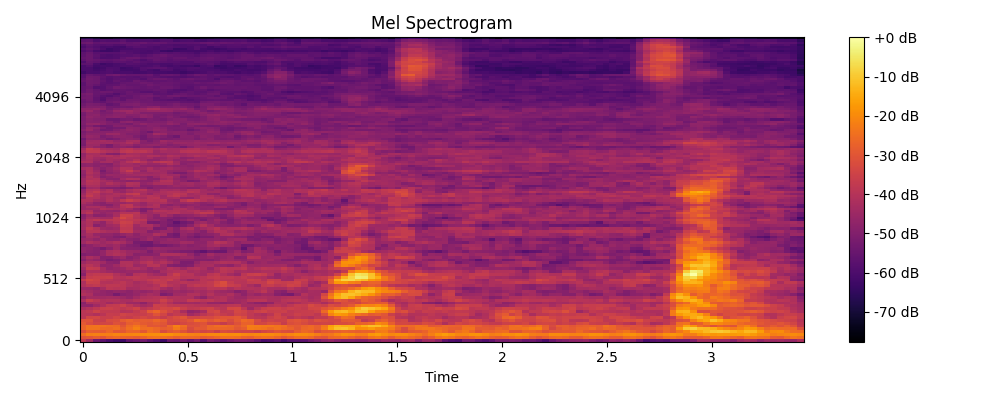 Mel Spectrogram
Hz
4096
2048
1024
512
0
0
0.5
1
1.5
2
2.5
3
Time
+0 dB
-10 dB
-20 dB
-30 dB
-40 dB
-50 dB
-60 dB
-70 dB